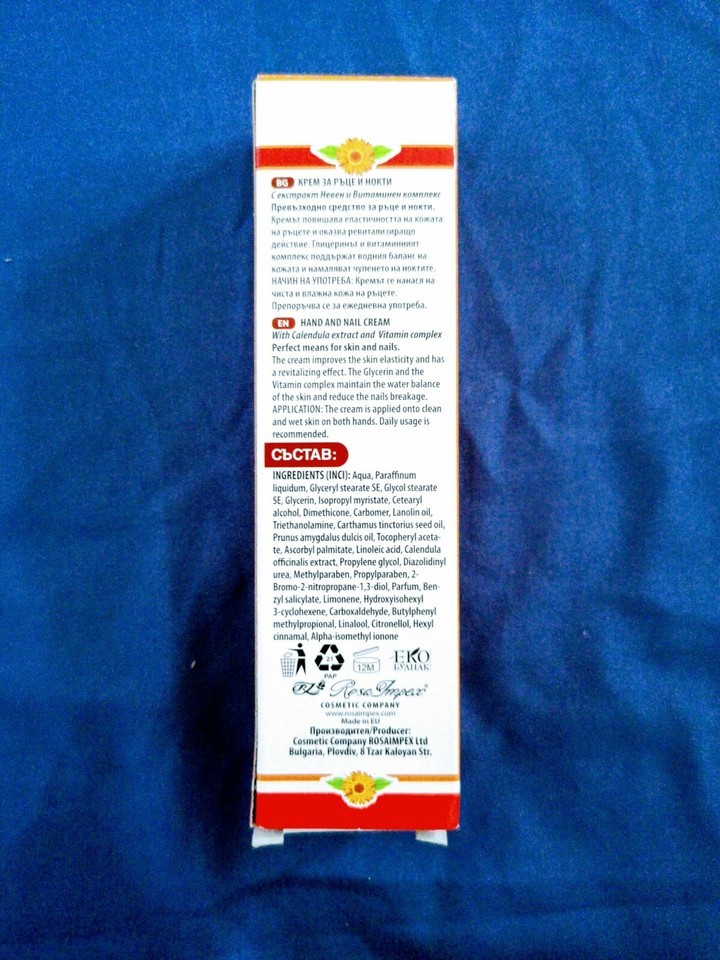 BG КРЕМ ЗА РЪЦЕ И НОКТИ
С екстракт Невен и Витаминен комплекс
Превъзходно средство за ръце и нокти.
Кремът повишава еластичността на кожата
на ръцете и оказва ревитализиращо
действие. Глицеринът и витаминният
комплекс поддържат водния баланс на
кожата и намаляват чупенето на ноктите.
НАЧИН НА УПОТРЕБА: Кремът се нанася на
чиста и влажна кожа на ръцете.
Препоръчва се за ежедневна употреба.
EN HAND AND NAIL CREAM
With Calendula extract and Vitamin complex
Perfect means for skin and nails.
The cream improves the skin elasticity and has
a revitalizing effect. The Glycerin and the
Vitamin complex maintain the water balance
of the skin and reduce the nails breakage.
APPLICATION: The cream is applied onto clean
and wet skin on both hands. Daily usage is
recommended.
СЪСТАВ:
INGREDIENTS (INCI): Aqua, Paraffinum
liquidum, Glyceryl stearate SE, Glycol stearate
SE, Glycerin, Isopropyl myristate, Cetearyl
alcohol, Dimethicone, Carbomer, Lanolin oil,
Triethanolamine, Carthamus tinctorius seed oil,
Prunus amygdalus dulcis oil, Tocopheryl aceta-
te, Ascorbyl palmitate, Linoleic acid, Calendula
officinalis extract, Propylene glycol, Diazolidinyl
urea, Methylparaben, Propylparaben, 2-
Bromo-2-nitropropane-1,3-diol, Parfum, Ben-
zyl salicylate, Limonene, Hydroxyisohexyl
3-cyclohexene, Carboxaldehyde, Butylphenyl
methylpropional, Linalool, Citronellol, Hexyl
cinnamal, Alpha-isomethyl ionone
21 PAP 12M ЕКО БУЛПАК
Rosa Impex®
COSMETIC COMPANY
www.rosaimpex.com
Made in EU
Производител/Producer:
Cosmetic Company ROSAIMPEX Ltd
Bulgaria, Plovdiv, 8 Tzar Kaloyan Str.